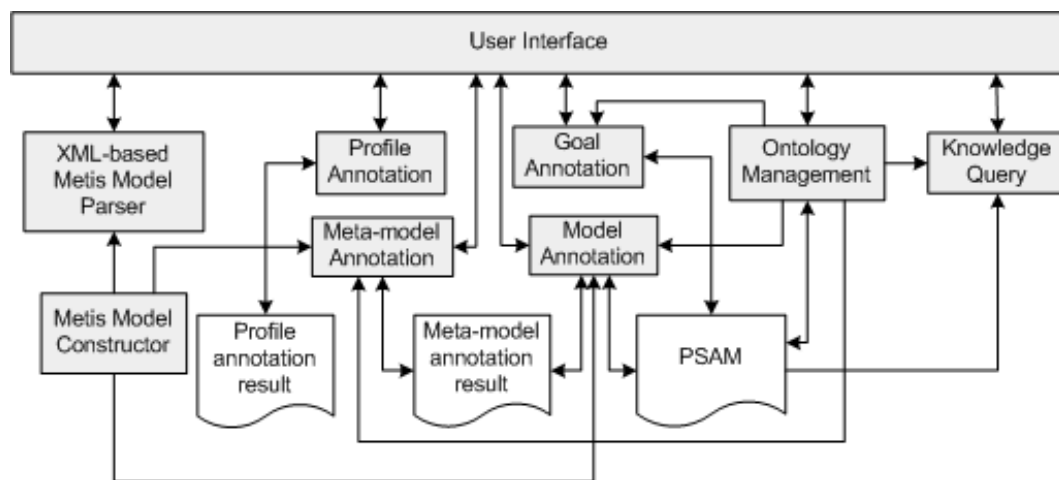 User Interface
XML-based
Metis Model
Parser
Profile
Annotation
Goal
Annotation
Ontology
Management
Knowledge
Query
Meta-model
Annotation
Model
Annotation
Metis Model
Constructor
Profile
annotation
result
Meta-model
annotation
result
PSAM